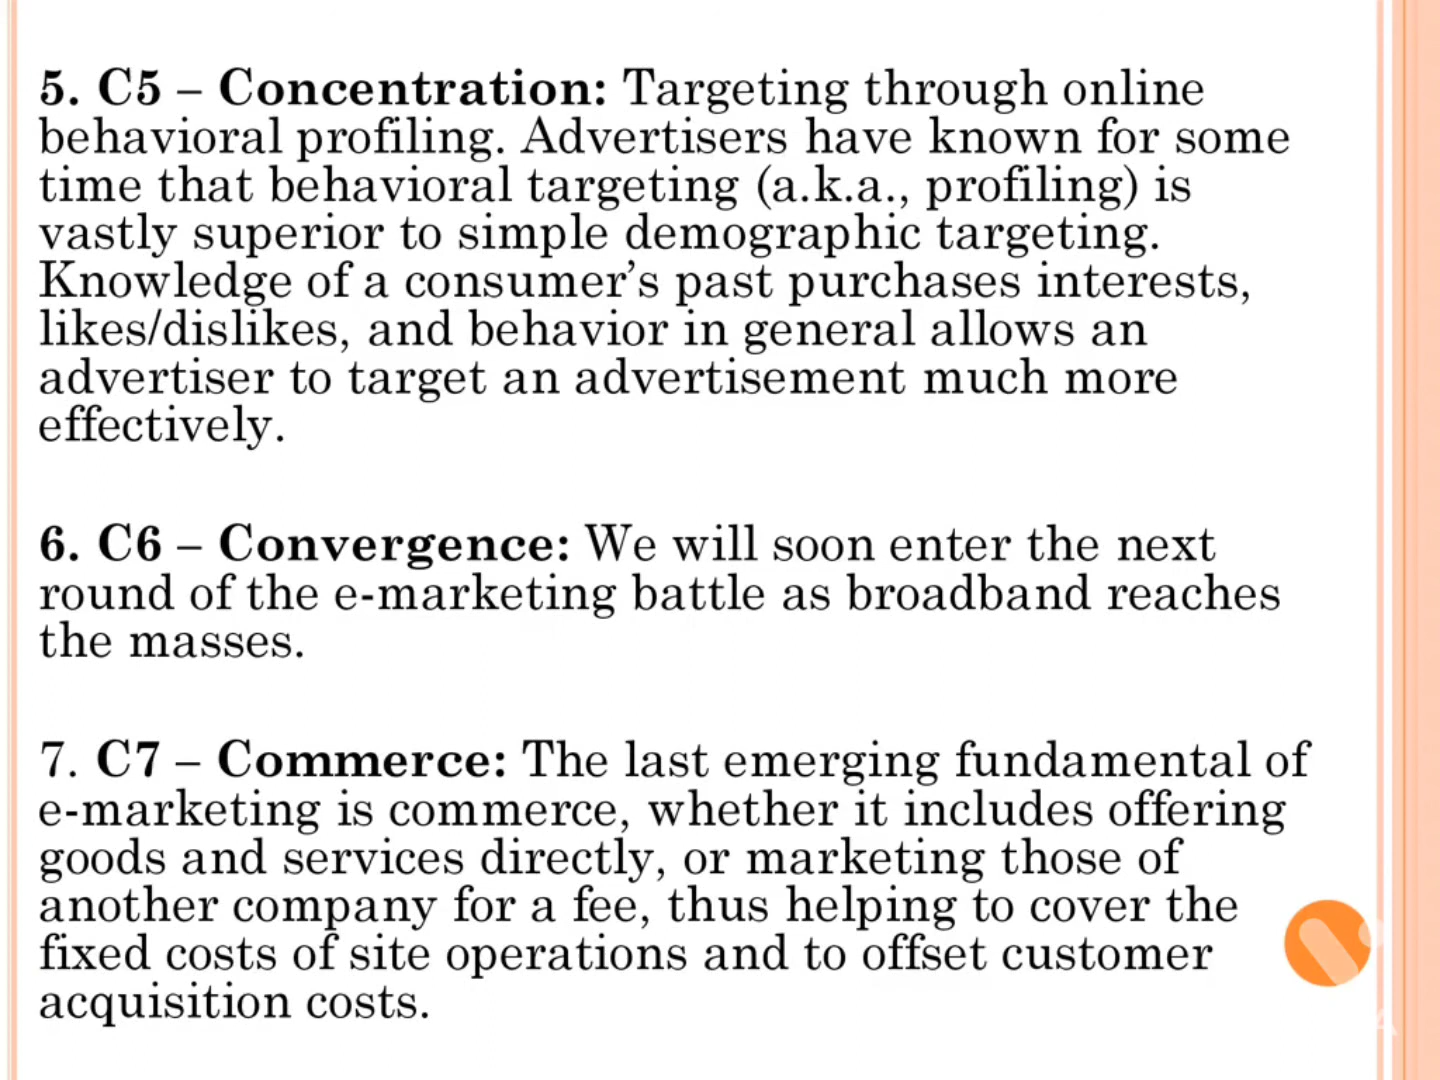 5. C5 – Concentration: Targeting through online
behavioral profiling. Advertisers have known for some
time that behavioral targeting (a.k.a., profiling) is
vastly superior to simple demographic targeting.
Knowledge of a consumer’s past purchases interests,
likes/dislikes, and behavior in general allows an
advertiser to target an advertisement much more
effectively.
6. C6 – Convergence: We will soon enter the next
round of the e-marketing battle as broadband reaches
the masses.
7. C7 – Commerce: The last emerging fundamental of
e-marketing is commerce, whether it includes offering
goods and services directly, or marketing those of
another company for a fee, thus helping to cover the
fixed costs of site operations and to offset customer
acquisition costs.